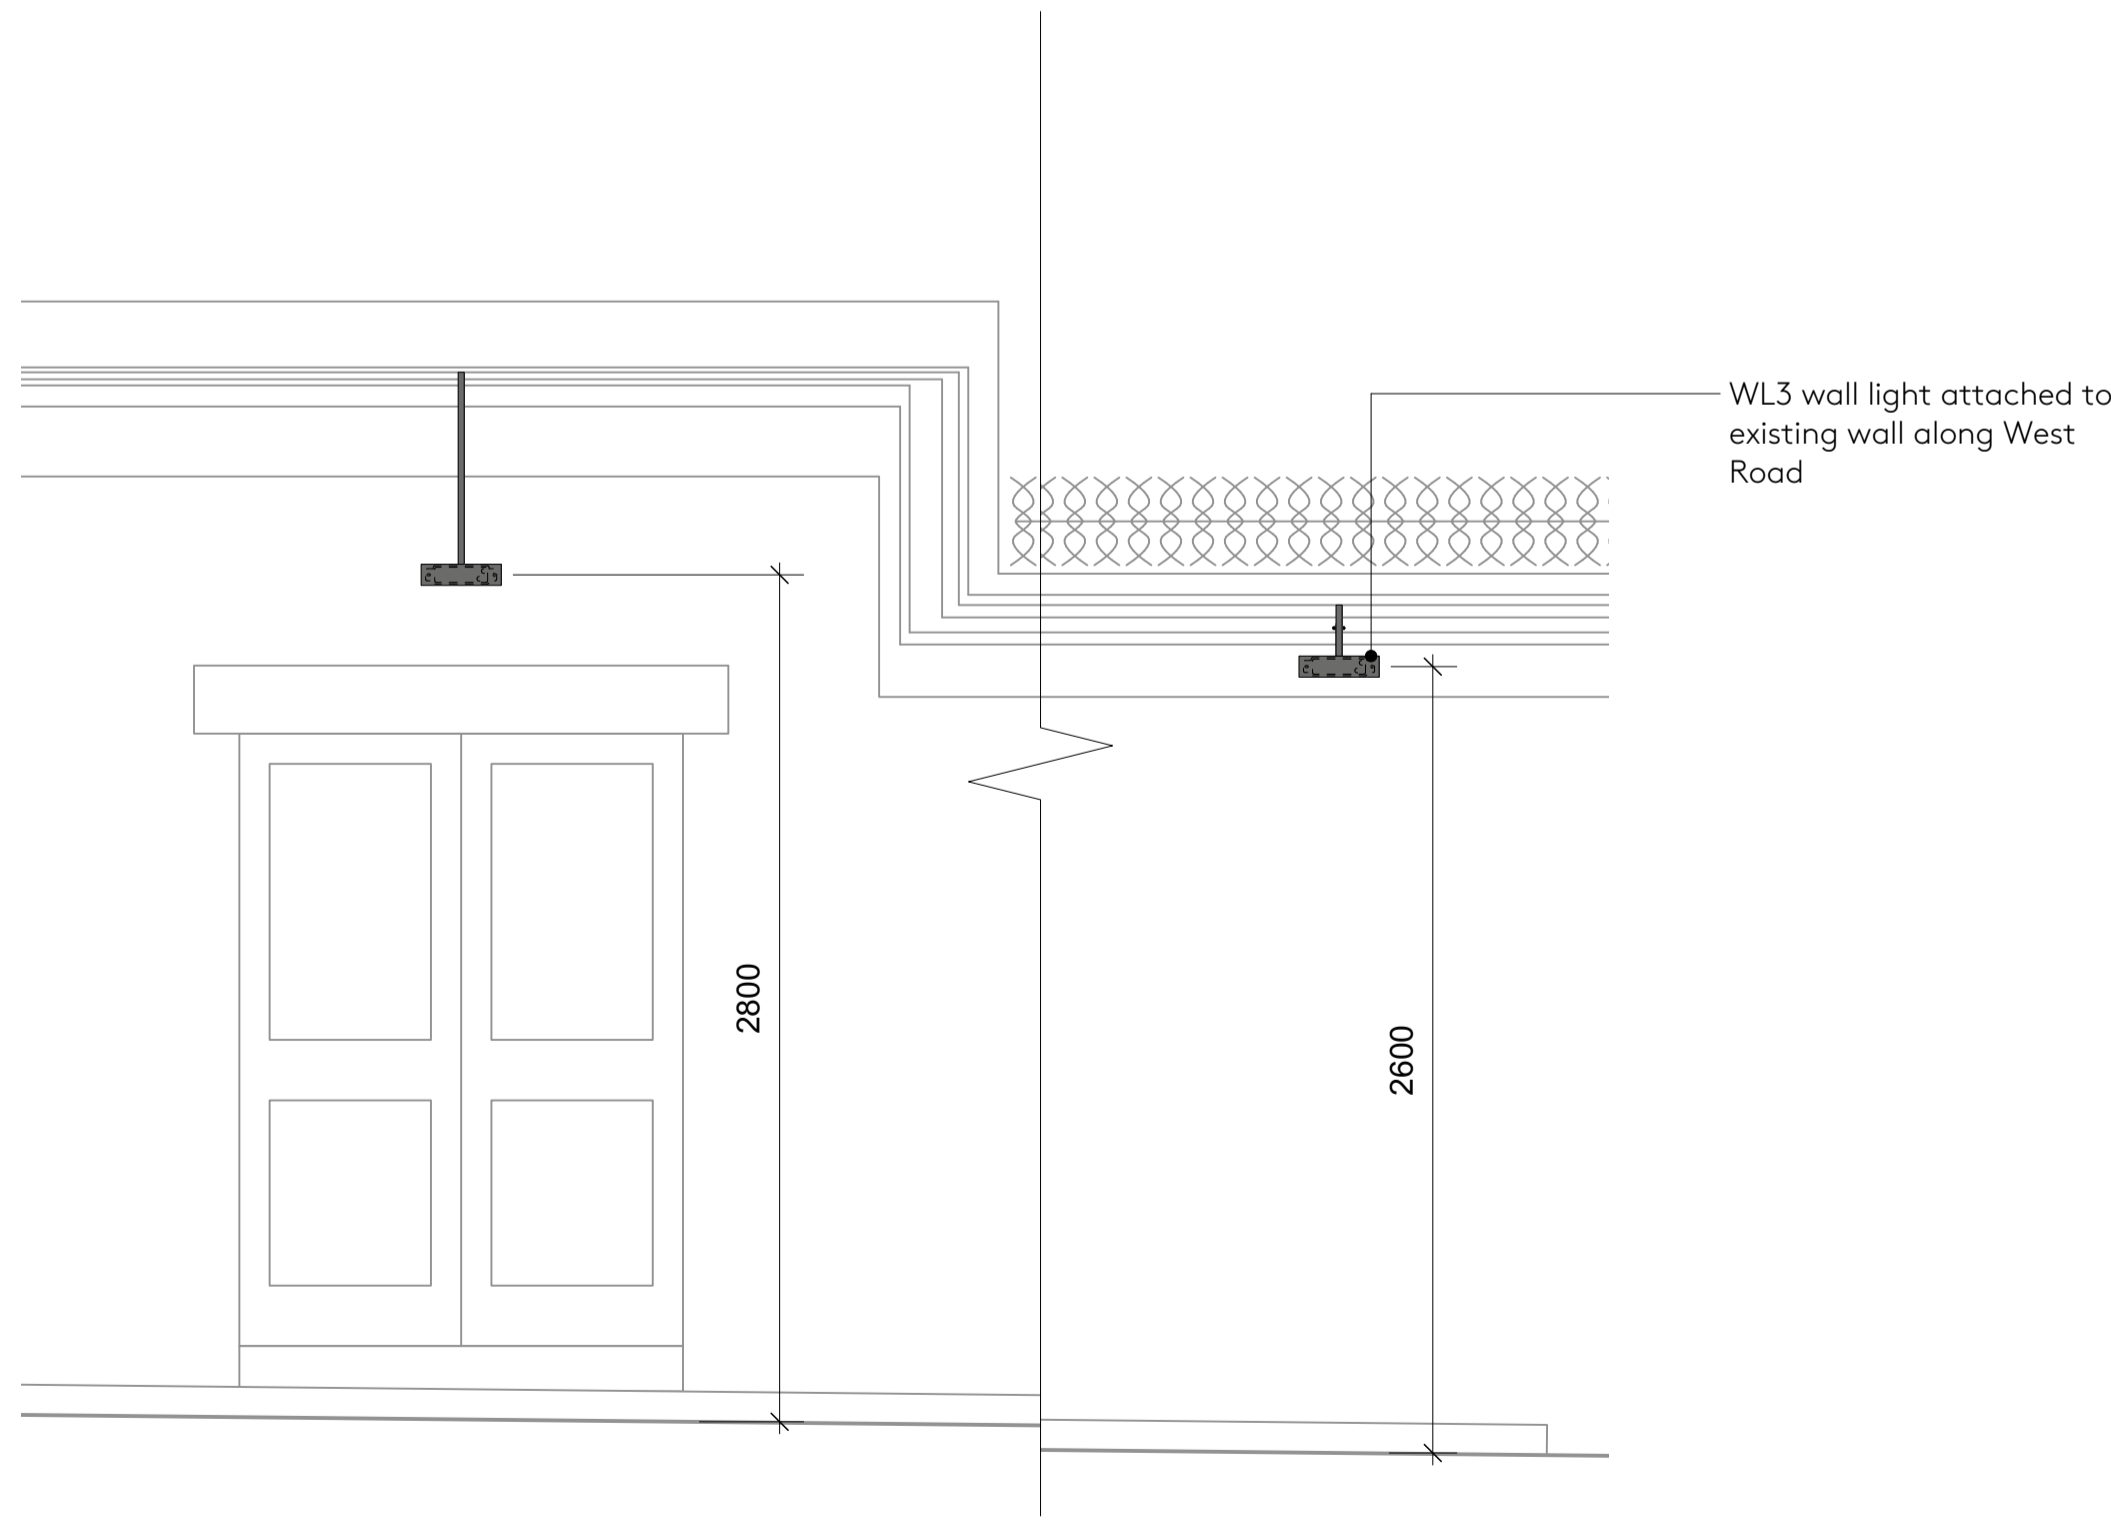 WL3 wall light attached to
existing wall along West
Road
2800
2600